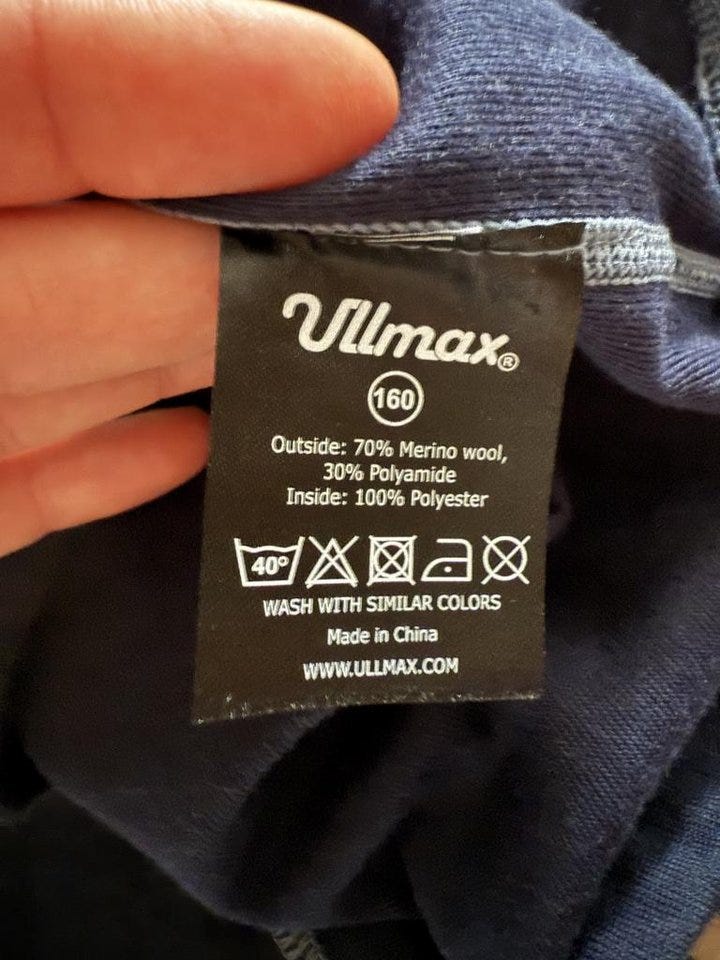 Ullmax®
160
Outside: 70% Merino wool,
30% Polyamide
Inside: 100% Polyester
40°
WASH WITH SIMILAR COLORS
Made in China
WWW.ULLMAX.COM